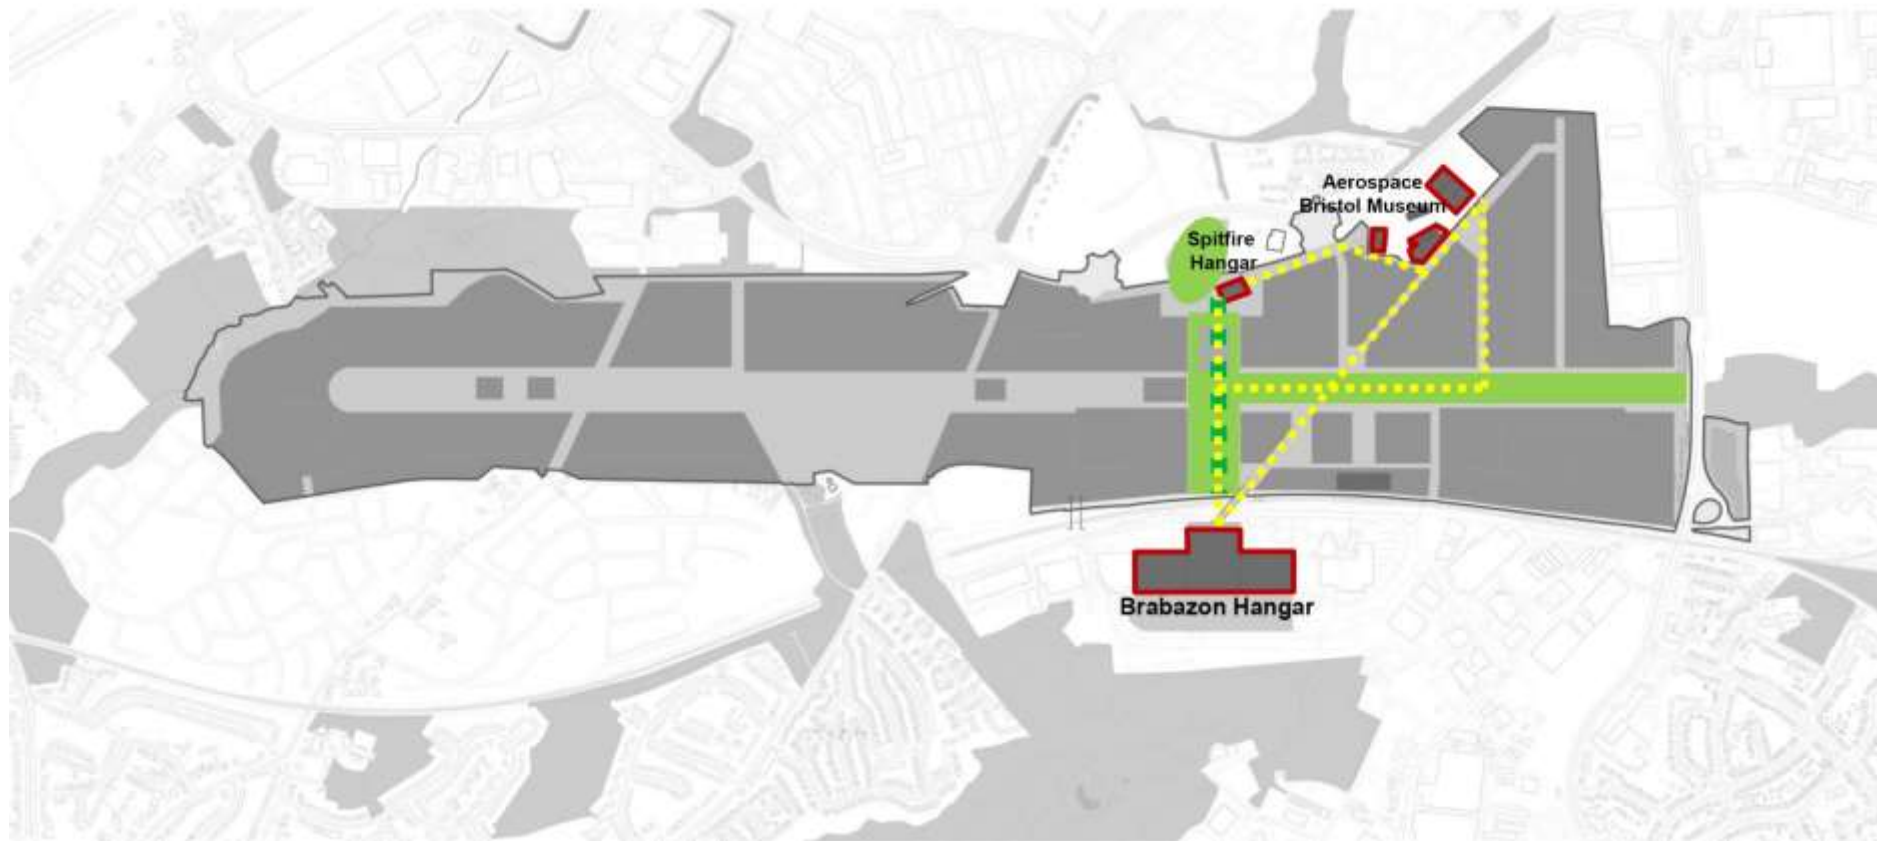 Aerospace
Bristol Museum
Spitfire
Hangar
Brabazon Hangar